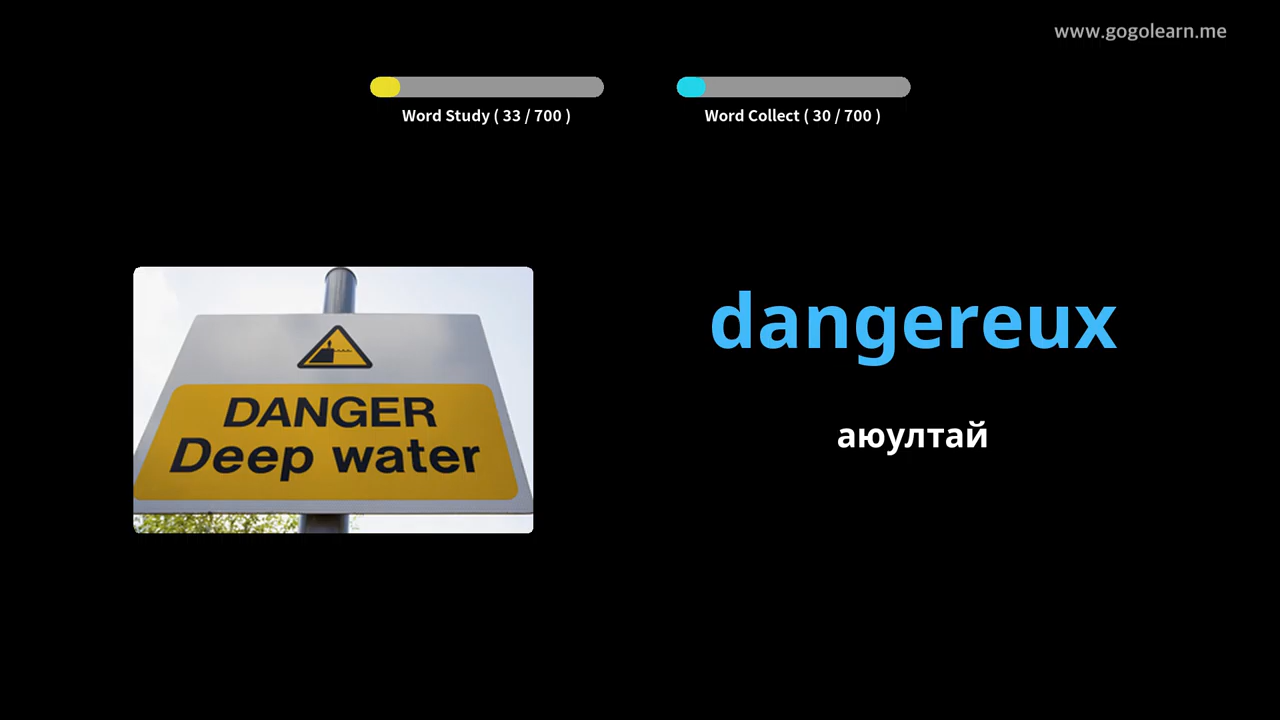 www.gogolearn.me
Word Study ( 33 / 700 )
Word Collect ( 30 / 700 )
DANGER
Deep water
dangereux
аюултай